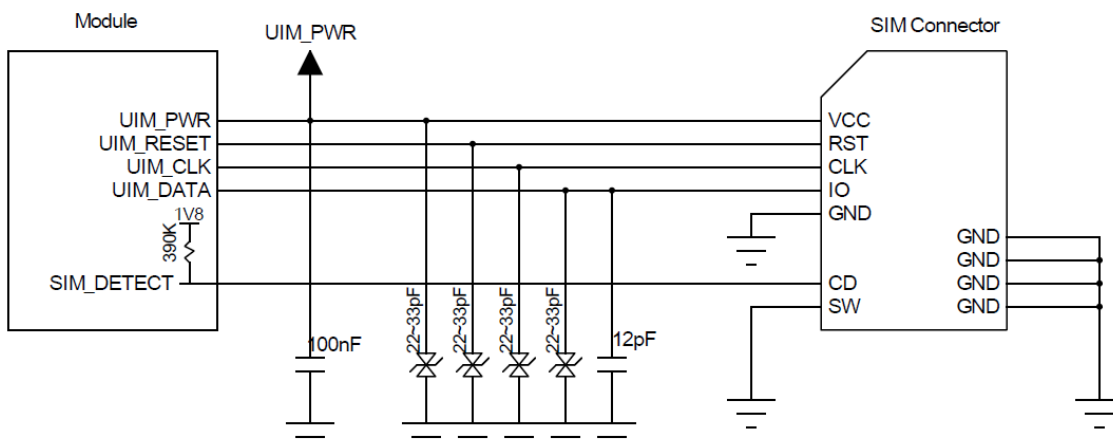 Module
SIM Connector
UIM_PWR
UIM_PWR
UIM_RESET
UIM_CLK
UIM_DATA
1V8
390K
SIM_DETECT
VCC
RST
CLK
IO
GND
GND
GND
GND
GND
CD
SW
100nF
22~33pF
22~33pF
22~33pF
22~33pF
12pF